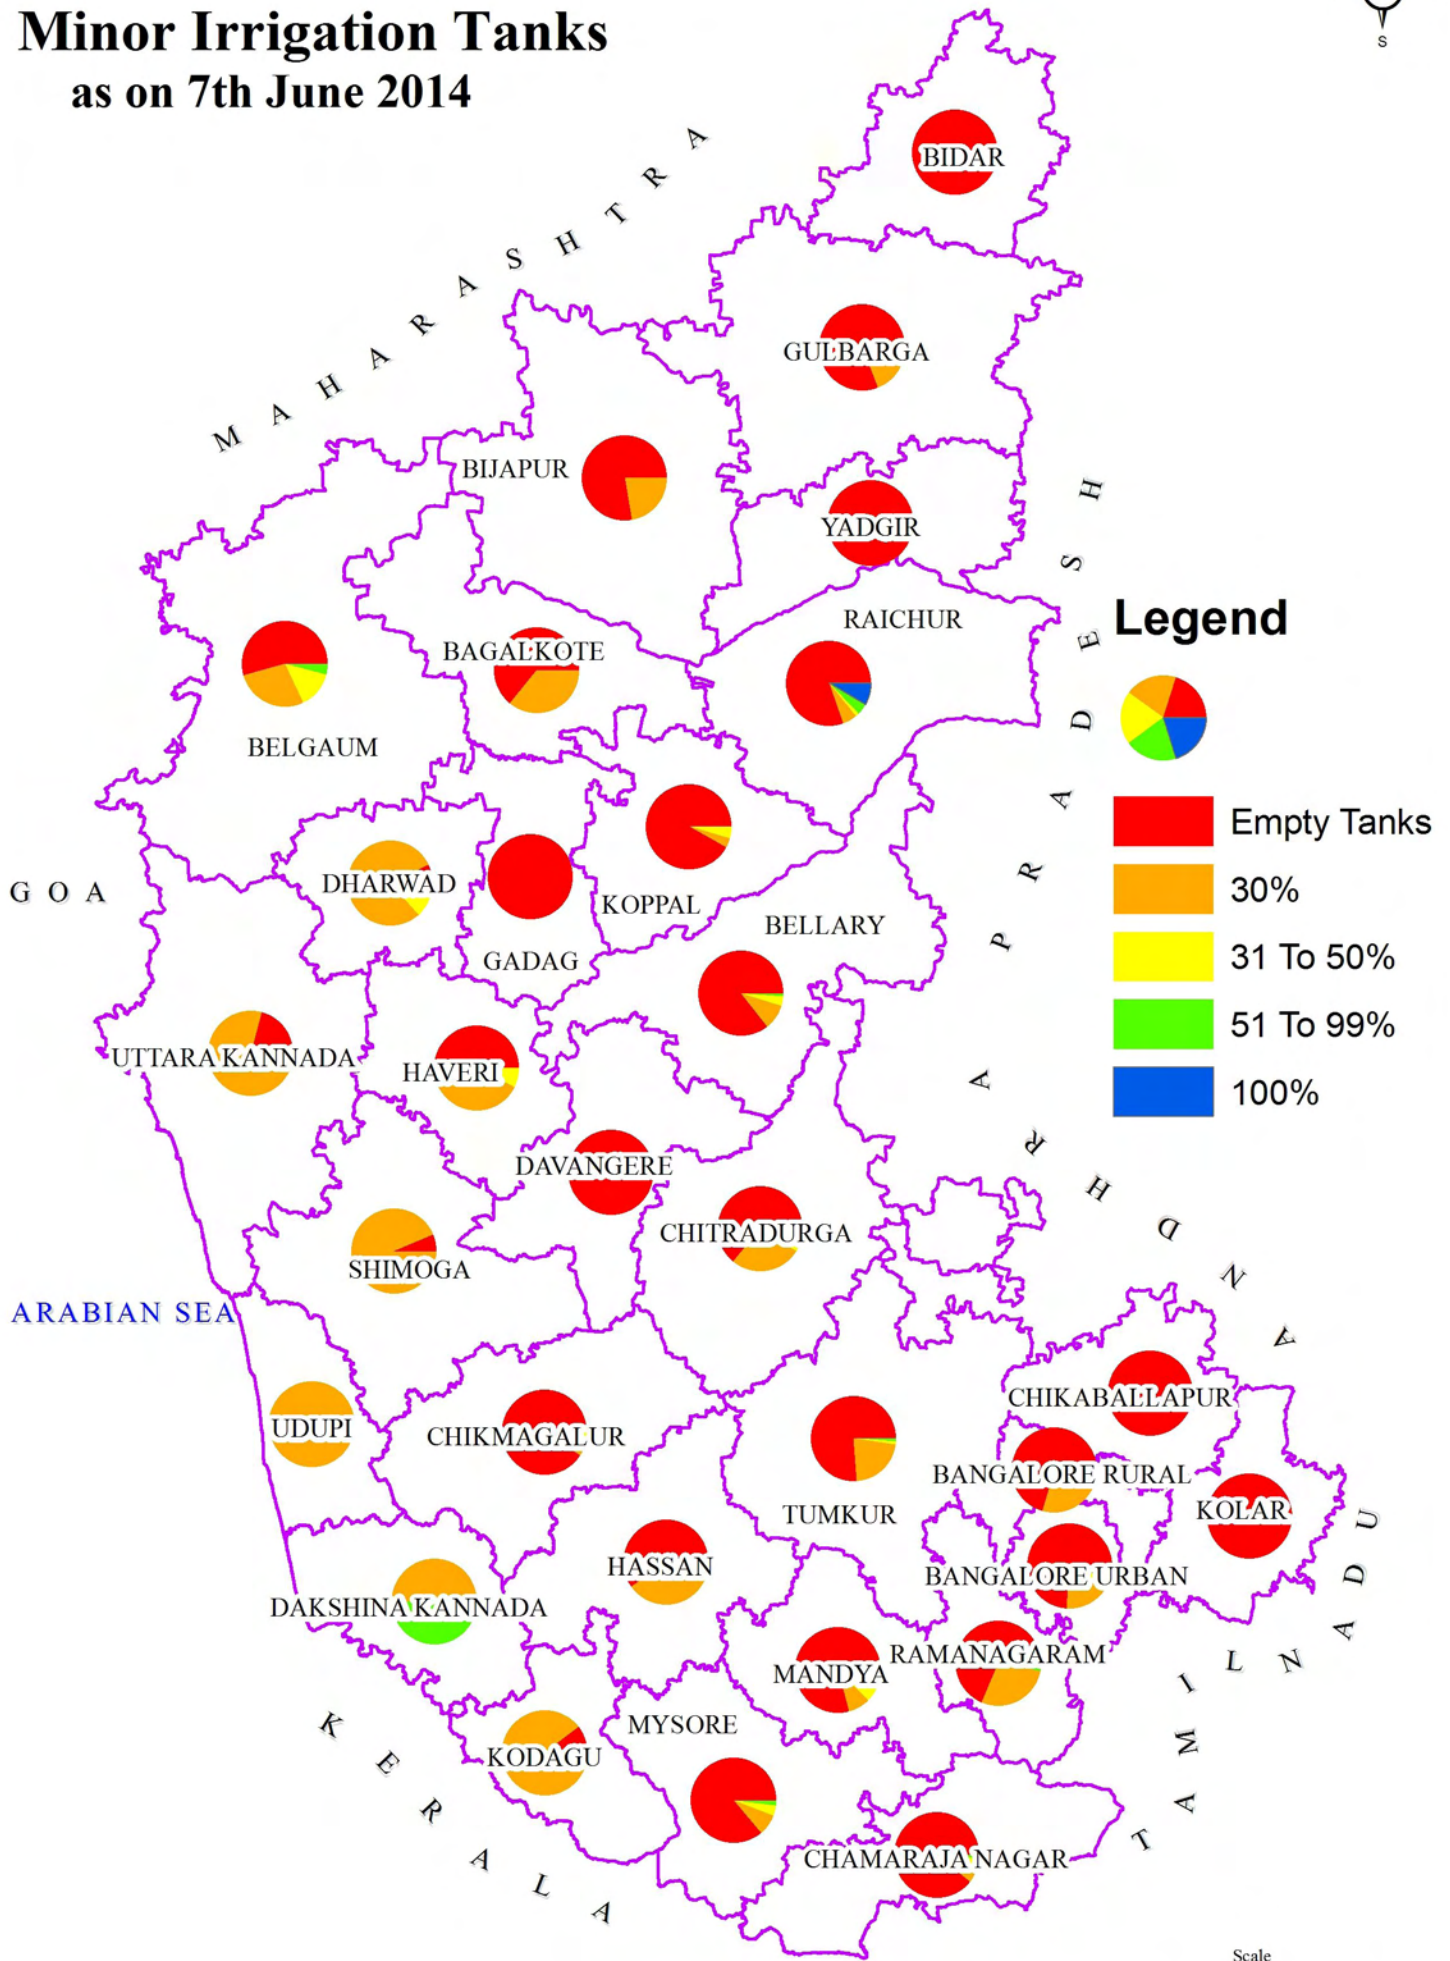 Minor Irrigation Tanks
as on 7th June 2014
S
MAHARASHTRA
BIDAR
GULBARGA
BIJAPUR
YADGIR
RAICHUR
BAGALKOTE
BELGAUM
Legend
Empty Tanks
30%
31 To 50%
51 To 99%
100%
ANDHRA PRADESH
GOA
DHARWAD
KOPPAL
BELLARY
GADAG
UTTARA KANNADA
HAVERI
DAVANGERE
CHITRADURGA
SHIMOGA
ARABIAN SEA
UDUPI
CHIKMAGALUR
CHIKABALLAPUR
BANGALORE RURAL
TUMKUR
KOLAR
HASSAN
BANGALORE URBAN
DAKSHINA KANNADA
RAMANAGARAM
MANDYA
MYSORE
KODAGU
CHAMARAJA NAGAR
KERALA
TAMIL NADU
Scale